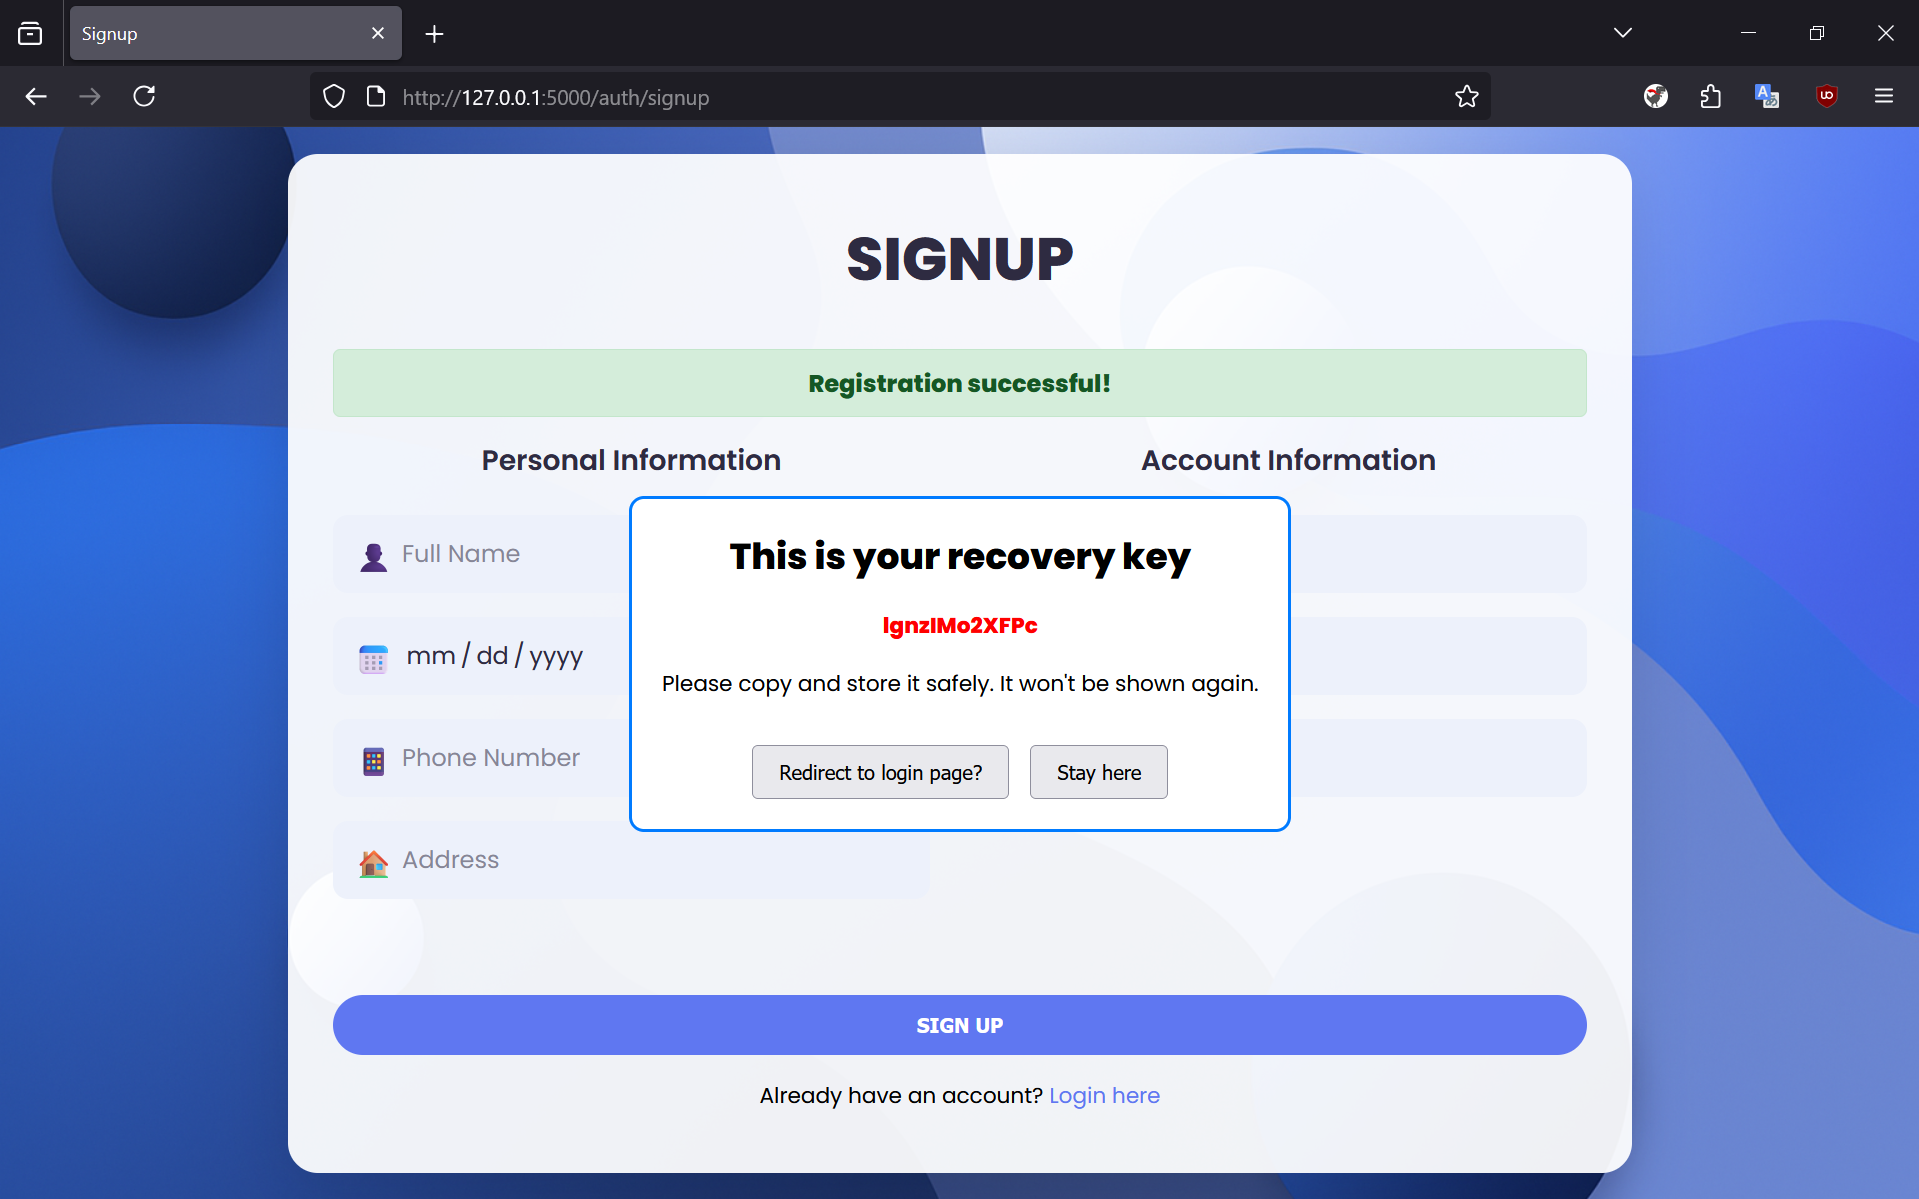 Signup
http://127.0.0.1:5000/auth/signup
SIGNUP
Registration successful!
Personal Information
Account Information
Full Name
mm / dd / yyyy
Phone Number
Address
This is your recovery key
Please copy and store it safely. It won't be shown again.
Redirect to login page?
Stay here
SIGN UP
Already have an account? Login here